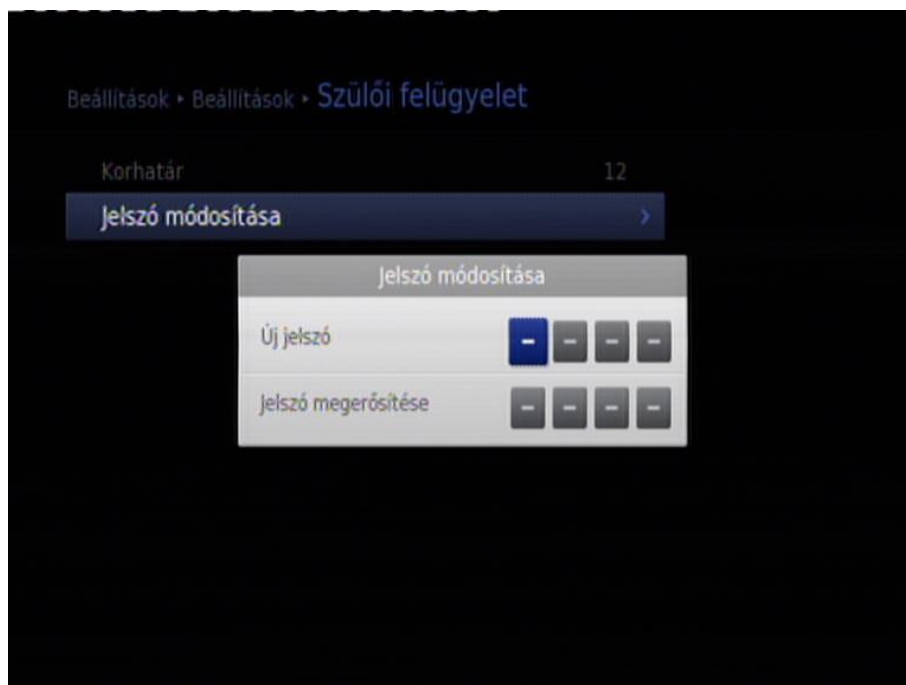 Beállítások ▸ Beállítások ▸ Szülői felügyelet
Korhatár 12
Jelszó módosítása >
Jelszó módosítása
Új jelszó - - - -
Jelszó megerősítése - - - -